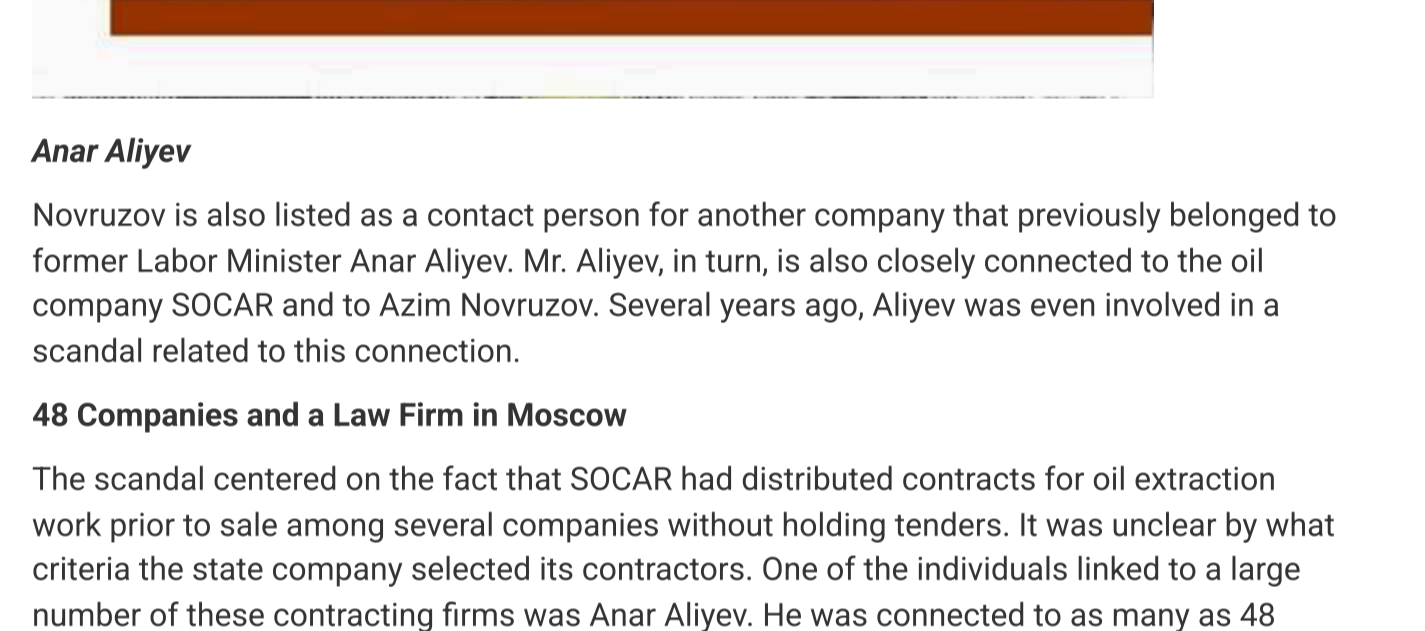 Anar Aliyev
Novruzov is also listed as a contact person for another company that previously belonged to
former Labor Minister Anar Aliyev. Mr. Aliyev, in turn, is also closely connected to the oil
company SOCAR and to Azim Novruzov. Several years ago, Aliyev was even involved in a
scandal related to this connection.
48 Companies and a Law Firm in Moscow
The scandal centered on the fact that SOCAR had distributed contracts for oil extraction
work prior to sale among several companies without holding tenders. It was unclear by what
criteria the state company selected its contractors. One of the individuals linked to a large
number of these contracting firms was Anar Aliyev. He was connected to as many as 48